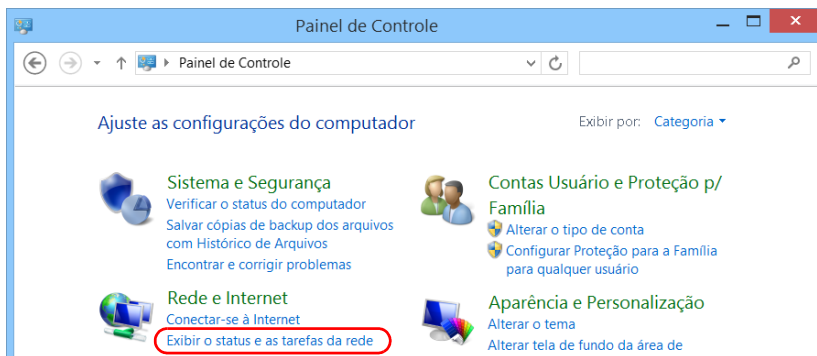 Painel de Controle
Painel de Controle
Ajuste as configurações do computador
Exibir por: Categoria
Sistema e Segurança
Verificar o status do computador
Salvar cópias de backup dos arquivos
com Histórico de Arquivos
Encontrar e corrigir problemas
Rede e Internet
Conectar-se à Internet
Exibir o status e as tarefas da rede
Contas Usuário e Proteção p/
Família
Alterar o tipo de conta
Configurar Proteção para a Família
para qualquer usuário
Aparência e Personalização
Alterar o tema
Alterar tela de fundo da área de